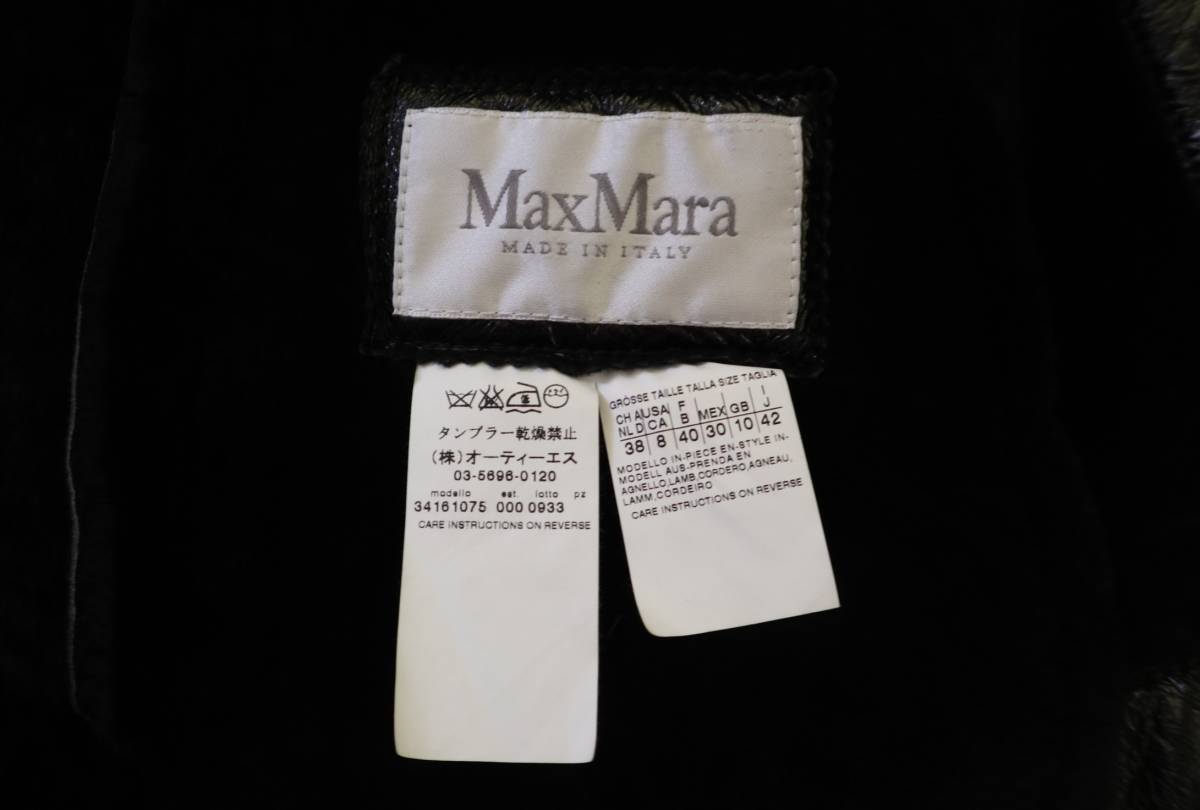 MaxMara
MADE IN ITALY
タンブラー乾燥禁止
(株)オーティーエス
03-5696-0120
modello est. lotto pz
34161075 000 0933
CARE INSTRUCTIONS ON REVERSE
GRÖSSE TAILLE TALLA SIZE TAGLIA
CH A USA F MEX GB I
NL D CA B J
38 8 40 30 10 42
MODELLO IN-PIECE EN-STYLE IN-
MODELL AUS-PRENDA EN
AGNELLO,LAMB,CORDERO,AGNEAU,
LAMM,CORDEIRO
CARE INSTRUCTIONS ON REVERSE